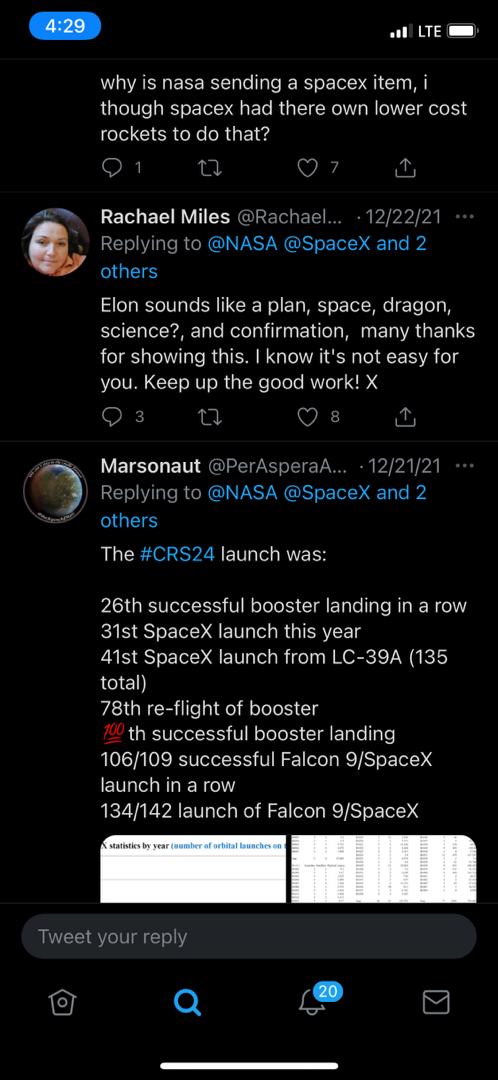 4:29
LTE
why is nasa sending a spacex item, i
though spacex had there own lower cost
rockets to do that?
1
7
Rachael Miles @Rachael... · 12/22/21
Replying to @NASA @SpaceX and 2
others
Elon sounds like a plan, space, dragon,
science?, and confirmation, many thanks
for showing this. I know it's not easy for
you. Keep up the good work! X
3
8
Marsonaut @PerAsperaA... · 12/21/21
Replying to @NASA @SpaceX and 2
others
The #CRS24 launch was:
26th successful booster landing in a row
31st SpaceX launch this year
41st SpaceX launch from LC-39A (135
total)
78th re-flight of booster
💯 th successful booster landing
106/109 successful Falcon 9/SpaceX
launch in a row
134/142 launch of Falcon 9/SpaceX
X statistics by year (number of orbital launches on
Tweet your reply
20